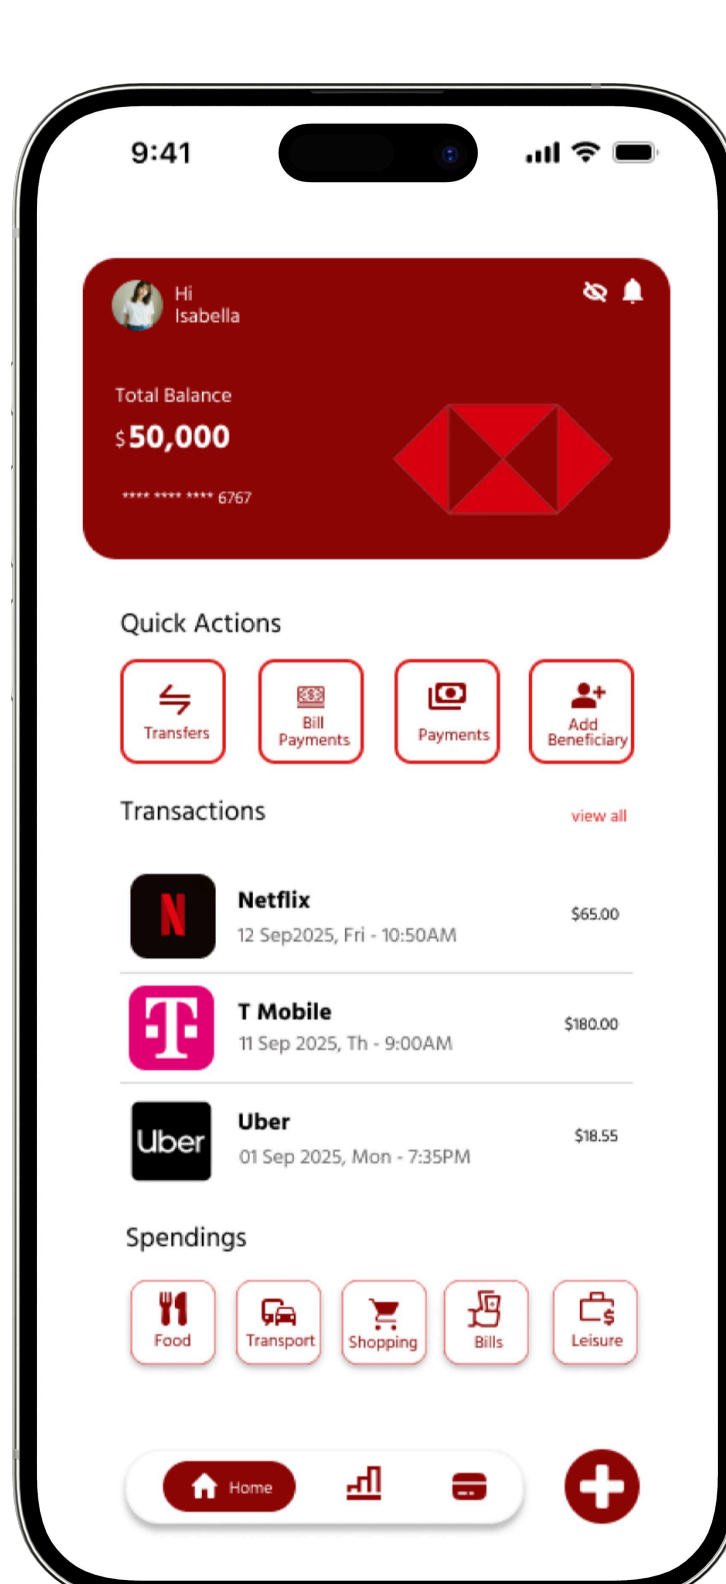 9:41
Hi
Isabella
Total Balance
$50,000
**** **** **** 6767
Quick Actions
Transfers
Bill
Payments
Payments
Add
Beneficiary
Transactions
view all
N
Netflix
$65.00
12 Sep2025, Fri - 10:50AM
T
T Mobile
$180.00
11 Sep 2025, Th - 9:00AM
Uber
Uber
$18.55
01 Sep 2025, Mon - 7:35PM
Spendings
Food
Transport
Shopping
Bills
Leisure
Home